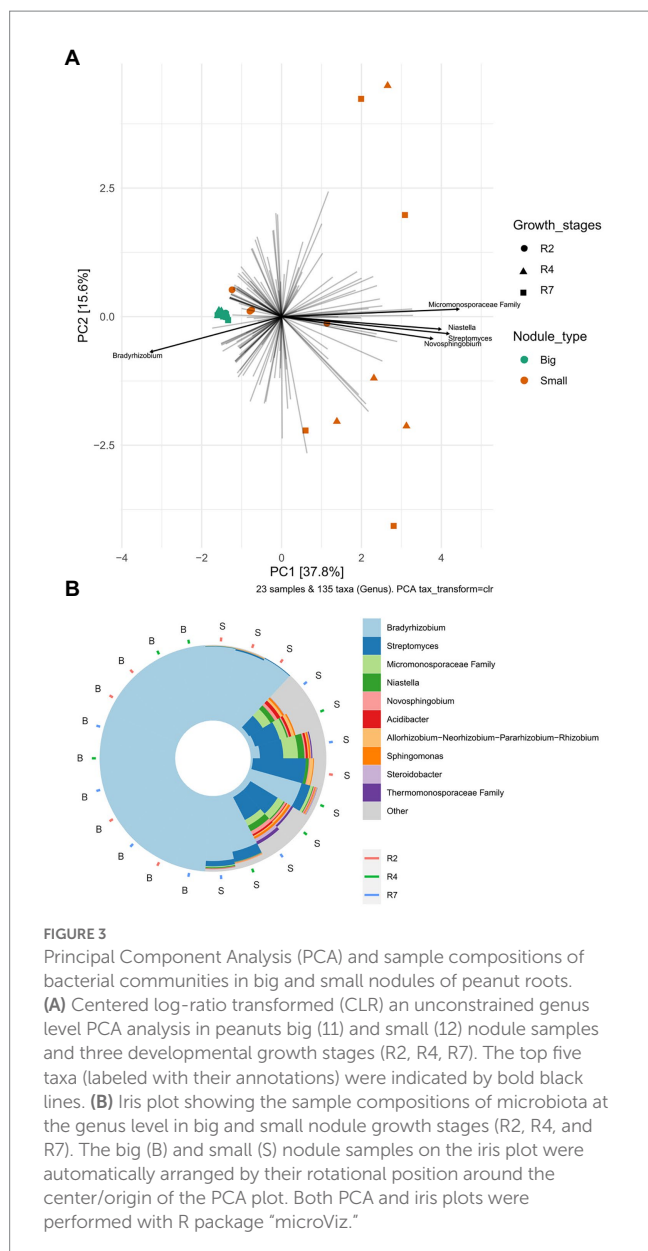 A
Growth_stages
R2
R4
R7
Nodule_type
Big
Small
PC2 [15.6%]
2.5
0.0
−2.5
Micromonosporaceae Family
Niastella
Streptomyces
Novosphingobium
Bradyrhizobium
−4
−2
0
2
4
PC1 [37.8%]
23 samples & 135 taxa (Genus). PCA tax_transform=clr
B
B
B
B
B
B
B
B
B
B
B
B
S
S
S
S
S
S
S
S
S
S
S
S
Bradyrhizobium
Streptomyces
Micromonosporaceae Family
Niastella
Novosphingobium
Acidibacter
Allorhizobium−Neorhizobium−Pararhizobium−Rhizobium
Sphingomonas
Steroidobacter
Thermomonosporaceae Family
Other
R2
R4
R7
FIGURE 3
Principal Component Analysis (PCA) and sample compositions of
bacterial communities in big and small nodules of peanut roots.
(A) Centered log-ratio transformed (CLR) an unconstrained genus
level PCA analysis in peanuts big (11) and small (12) nodule samples
and three developmental growth stages (R2, R4, R7). The top five
taxa (labeled with their annotations) were indicated by bold black
lines. (B) Iris plot showing the sample compositions of microbiota at
the genus level in big and small nodule growth stages (R2, R4, and
R7). The big (B) and small (S) nodule samples on the iris plot were
automatically arranged by their rotational position around the
center/origin of the PCA plot. Both PCA and iris plots were
performed with R package “microViz.”